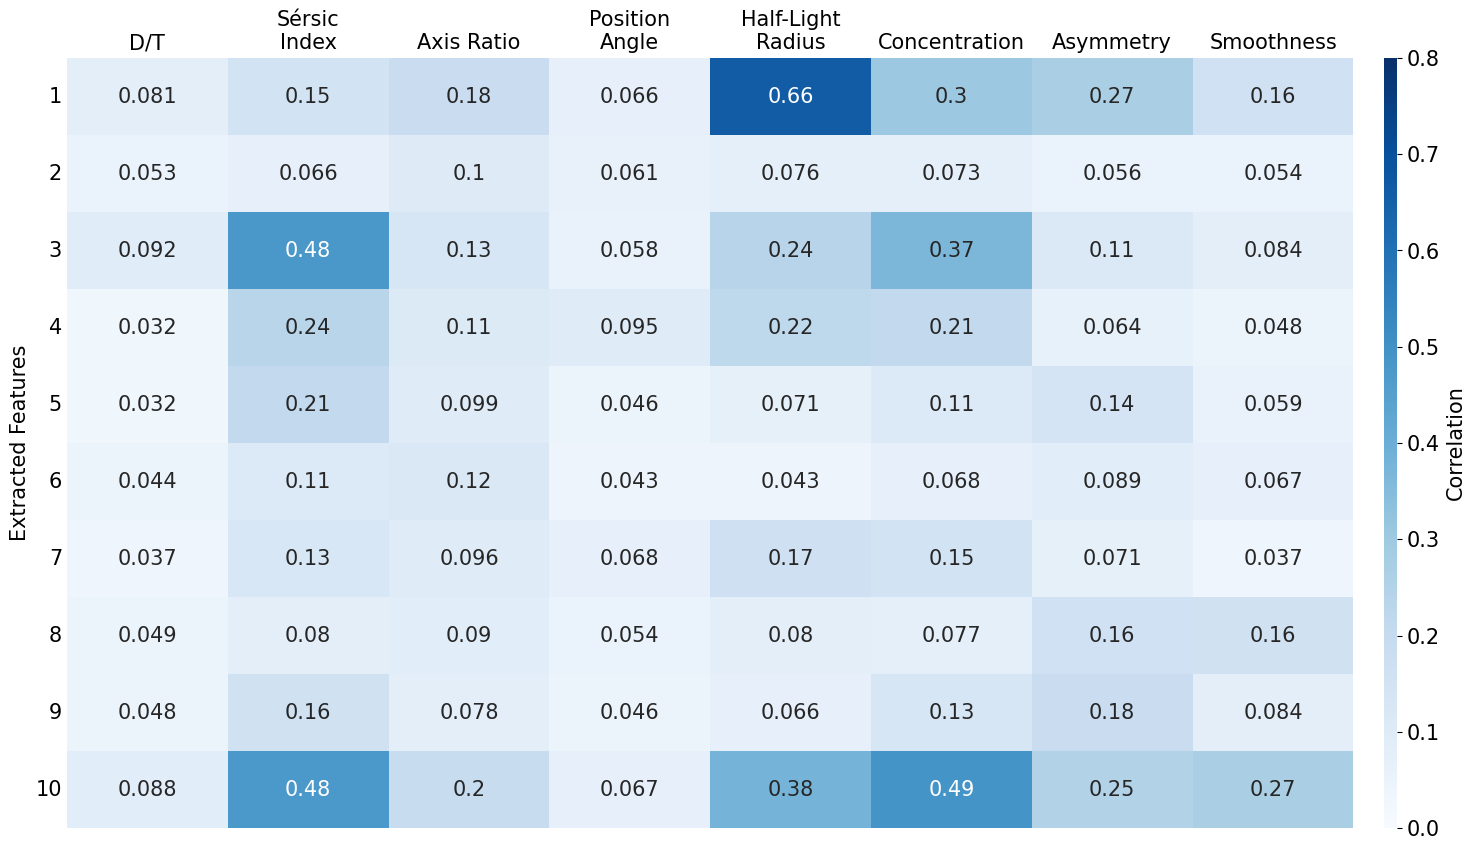 Sérsic Position Half-Light
D/T Index Axis Ratio Angle Radius Concentration Asymmetry Smoothness
1 0.081 0.15 0.18 0.066 0.66 0.3 0.27 0.16
2 0.053 0.066 0.1 0.061 0.076 0.073 0.056 0.054
3 0.092 0.48 0.13 0.058 0.24 0.37 0.11 0.084
4 0.032 0.24 0.11 0.095 0.22 0.21 0.064 0.048
5 0.032 0.21 0.099 0.046 0.071 0.11 0.14 0.059
6 0.044 0.11 0.12 0.043 0.043 0.068 0.089 0.067
7 0.037 0.13 0.096 0.068 0.17 0.15 0.071 0.037
8 0.049 0.08 0.09 0.054 0.08 0.077 0.16 0.16
9 0.048 0.16 0.078 0.046 0.066 0.13 0.18 0.084
10 0.088 0.48 0.2 0.067 0.38 0.49 0.25 0.27
Extracted Features
0.8
0.7
0.6
0.5
0.4
0.3
0.2
0.1
0.0
Correlation